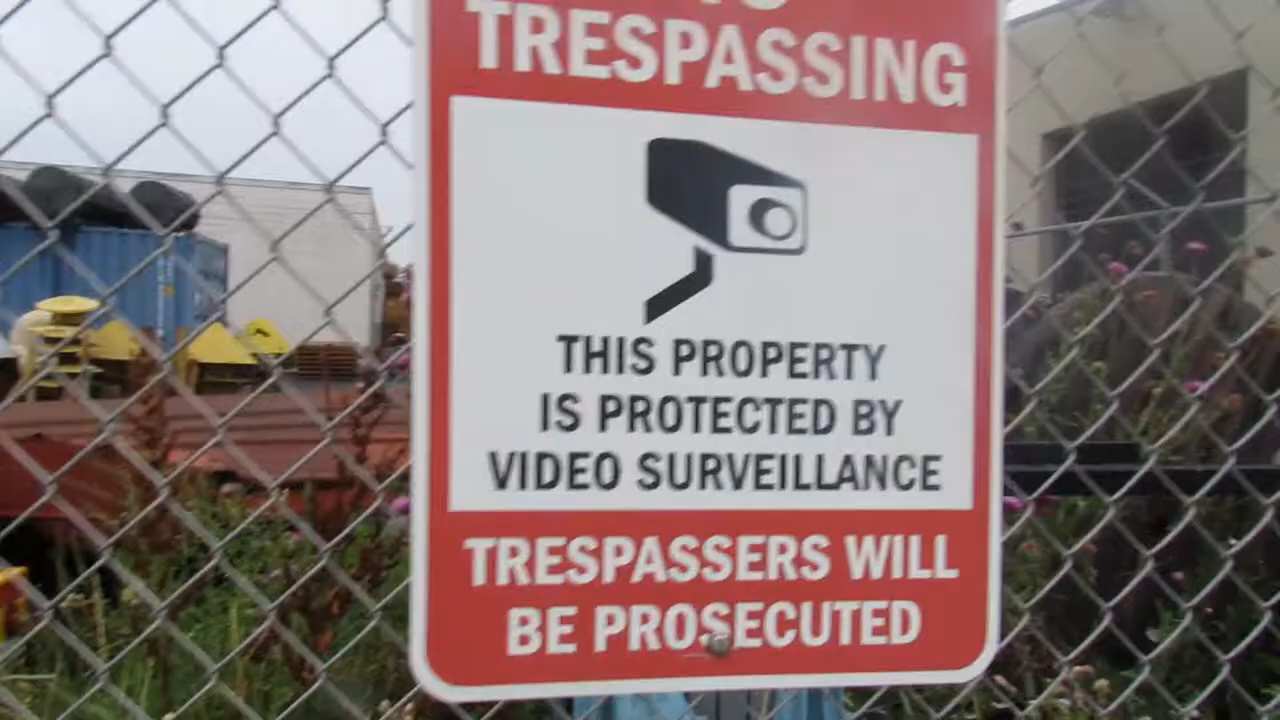 TRESPASSING
THIS PROPERTY
IS PROTECTED BY
VIDEO SURVEILLANCE
TRESPASSERS WILL
BE PROSECUTED